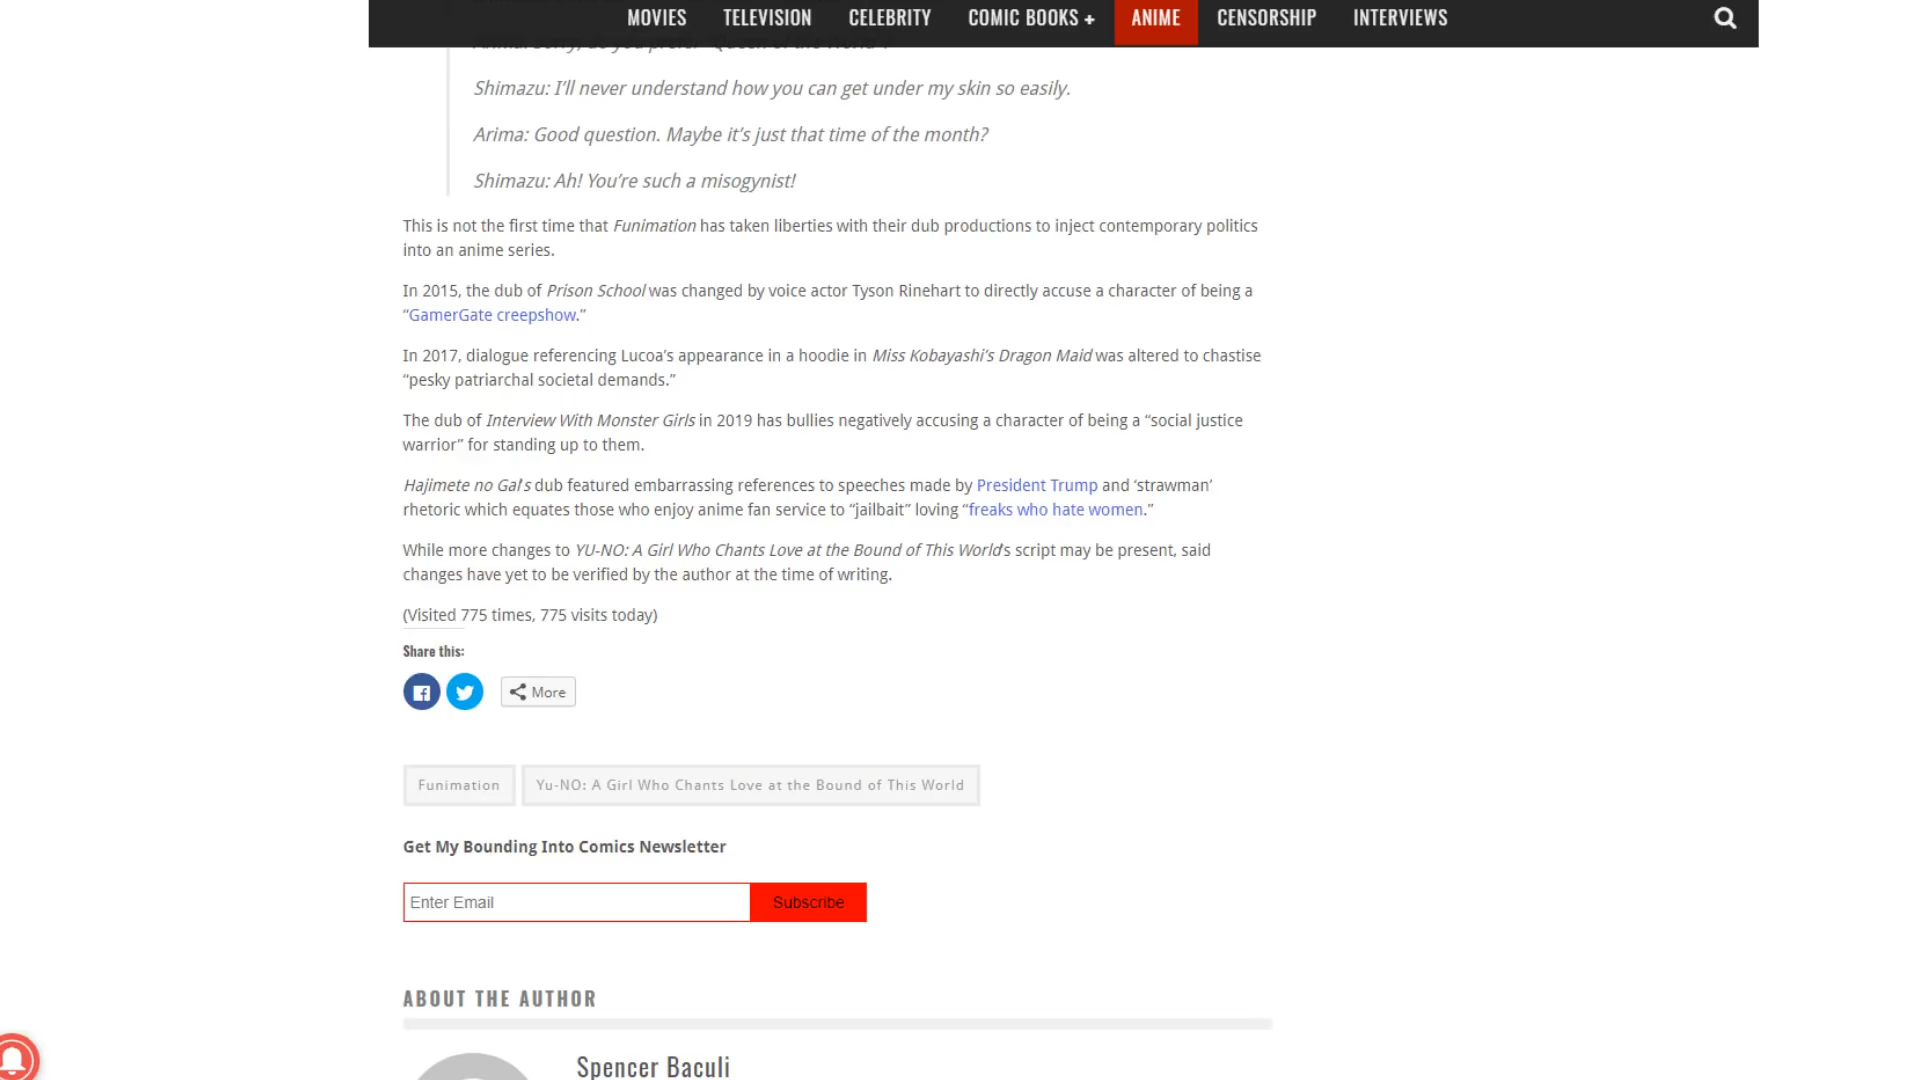 MOVIES TELEVISION CELEBRITY COMIC BOOKS + ANIME CENSORSHIP INTERVIEWS
Shimazu: I’ll never understand how you can get under my skin so easily.
Arima: Good question. Maybe it’s just that time of the month?
Shimazu: Ah! You’re such a misogynist!
This is not the first time that Funimation has taken liberties with their dub productions to inject contemporary politics
into an anime series.
In 2015, the dub of Prison School was changed by voice actor Tyson Rinehart to directly accuse a character of being a
“GamerGate creepshow.”
In 2017, dialogue referencing Lucoa’s appearance in a hoodie in Miss Kobayashi’s Dragon Maid was altered to chastise
“pesky patriarchal societal demands.”
The dub of Interview With Monster Girls in 2019 has bullies negatively accusing a character of being a “social justice
warrior” for standing up to them.
Hajimete no Gal’s dub featured embarrassing references to speeches made by President Trump and ‘strawman’
rhetoric which equates those who enjoy anime fan service to “jailbait” loving “freaks who hate women.”
While more changes to YU-NO: A Girl Who Chants Love at the Bound of This World’s script may be present, said
changes have yet to be verified by the author at the time of writing.
(Visited 775 times, 775 visits today)
Share this:
More
Funimation Yu-NO: A Girl Who Chants Love at the Bound of This World
Get My Bounding Into Comics Newsletter
Enter Email Subscribe
ABOUT THE AUTHOR
Spencer Baculi